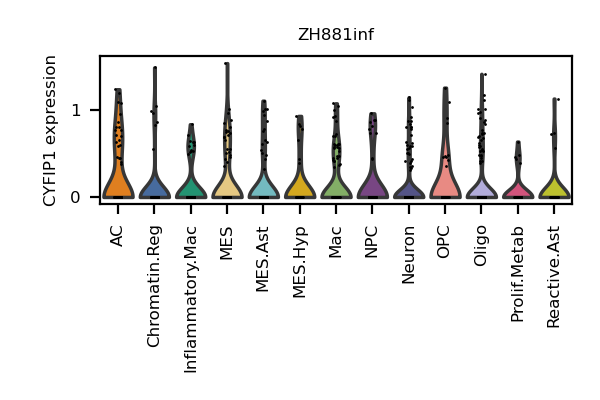 ZH881inf
CYFIP1 expression
1
0
AC
Chromatin.Reg
Inflammatory.Mac
MES
MES.Ast
MES.Hyp
Mac
NPC
Neuron
OPC
Oligo
Prolif.Metab
Reactive.Ast